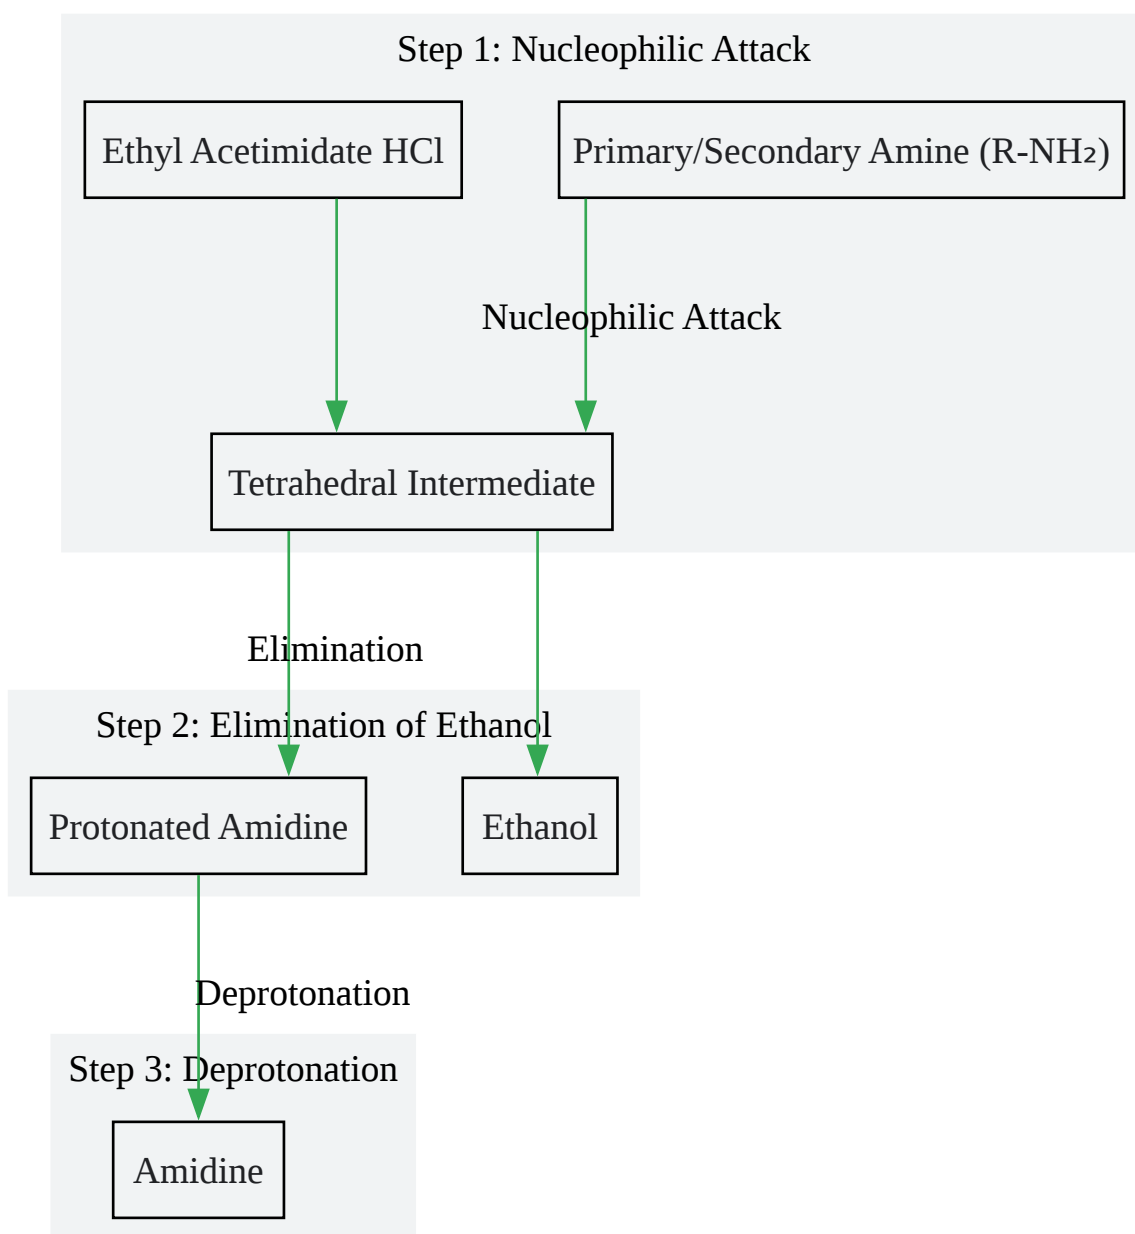 Step 1: Nucleophilic Attack
Ethyl Acetimidate HCl
Primary/Secondary Amine (R-NH₂)
Nucleophilic Attack
Tetrahedral Intermediate
Elimination
Step 2: Elimination of Ethanol
Protonated Amidine
Ethanol
Deprotonation
Step 3: Deprotonation
Amidine